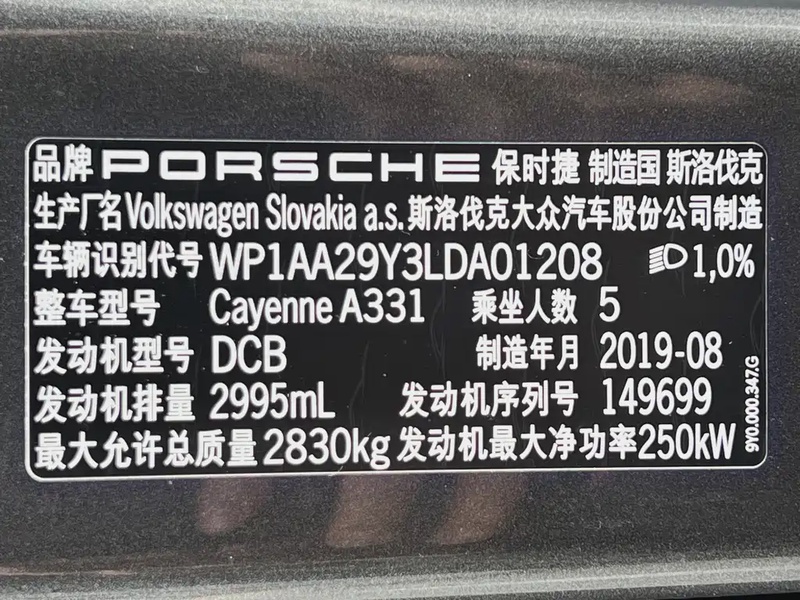 品牌 PORSCHE 保时捷 制造国 斯洛伐克
生产厂名 Volkswagen Slovakia a.s. 斯洛伐克大众汽车股份公司制造
车辆识别代号 WP1AA29Y3LDA01208 1,0%
整车型号 Cayenne A331 乘坐人数 5
发动机型号 DCB 制造年月 2019-08
发动机排量 2995mL 发动机序列号 149699
最大允许总质量 2830kg 发动机最大净功率 250kW
9Y0.000.347.G